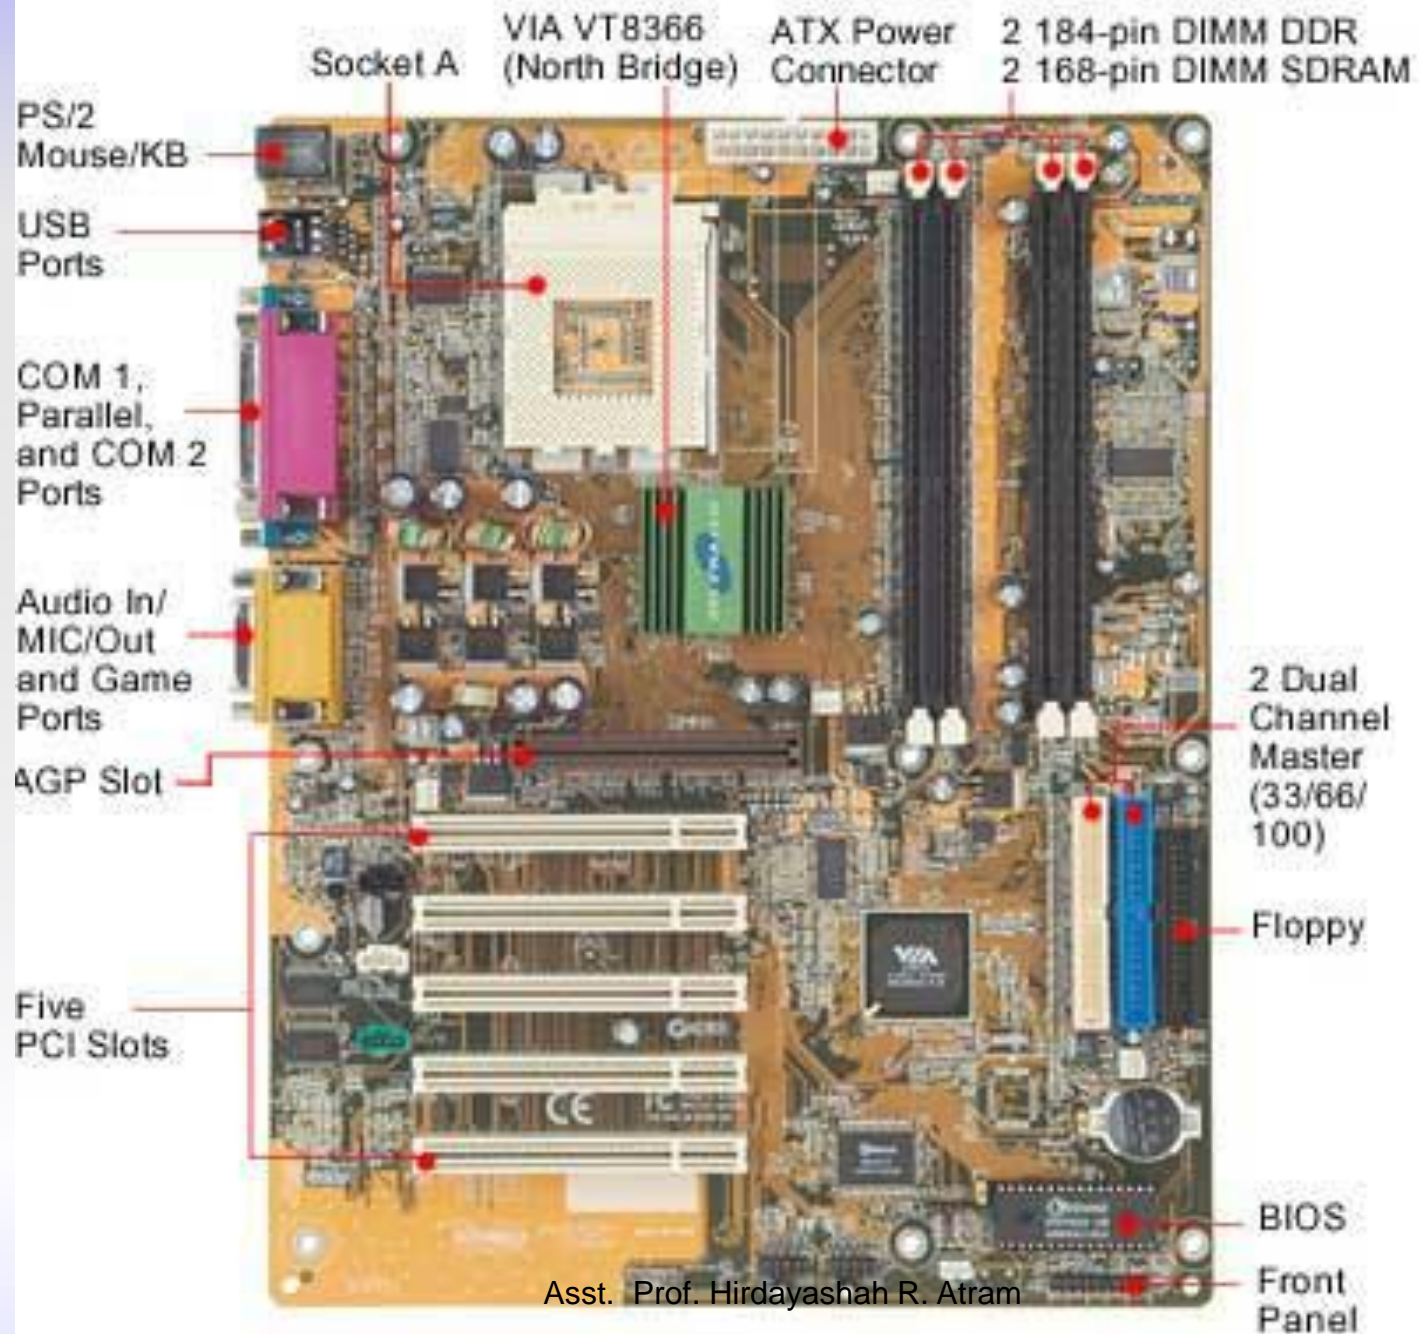 VIA VT8366
(North Bridge)
ATX Power
Connector
2 184-pin DIMM DDR
2 168-pin DIMM SDRAM
Socket A
PS/2
Mouse/KB
USB
Ports
COM 1,
Parallel,
and COM 2
Ports
Audio In/
MIC/Out
and Game
Ports
AGP Slot
2 Dual
Channel
Master
(33/66/
100)
Floppy
Five
PCI Slots
VIA
CE
BIOS
Front
Panel
Asst. Prof. Hirdayashah R. Atram